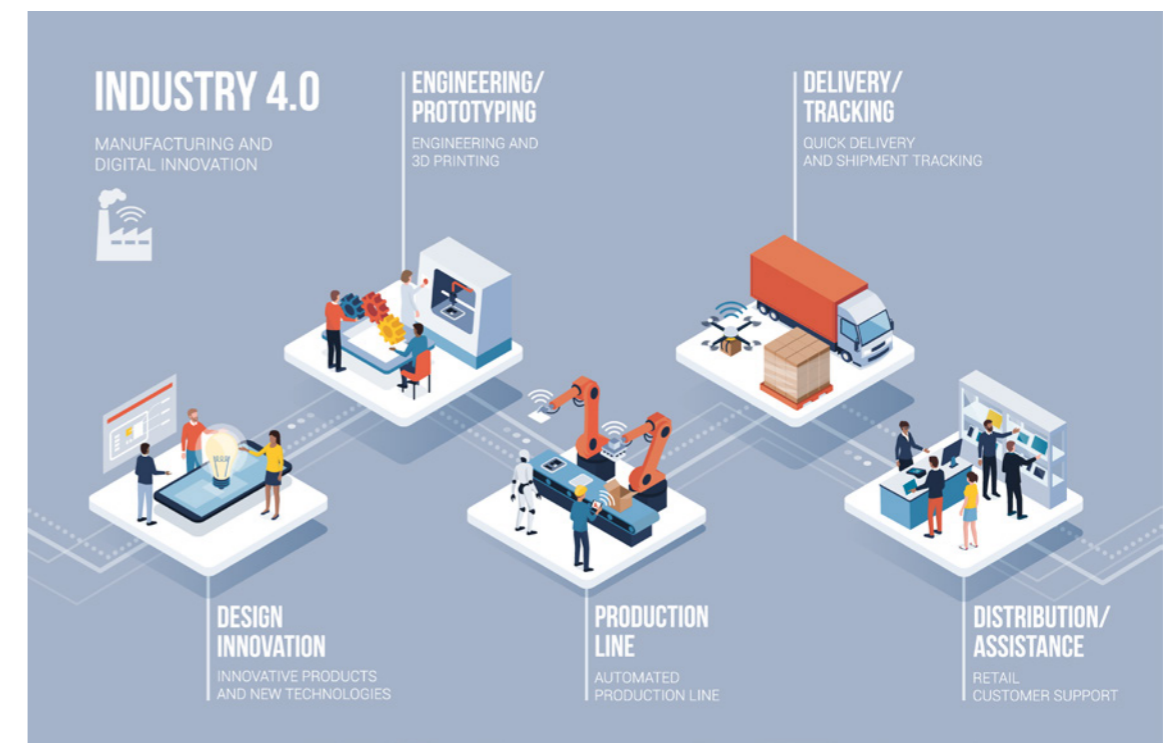 INDUSTRY 4.0
MANUFACTURING AND
DIGITAL INNOVATION
ENGINEERING/
PROTOTYPING
ENGINEERING AND
3D PRINTING
DELIVERY/
TRACKING
QUICK DELIVERY
AND SHIPMENT TRACKING
DESIGN
INNOVATION
INNOVATIVE PRODUCTS
AND NEW TECHNOLOGIES
PRODUCTION
LINE
AUTOMATED
PRODUCTION LINE
DISTRIBUTION/
ASSISTANCE
RETAIL
CUSTOMER SUPPORT